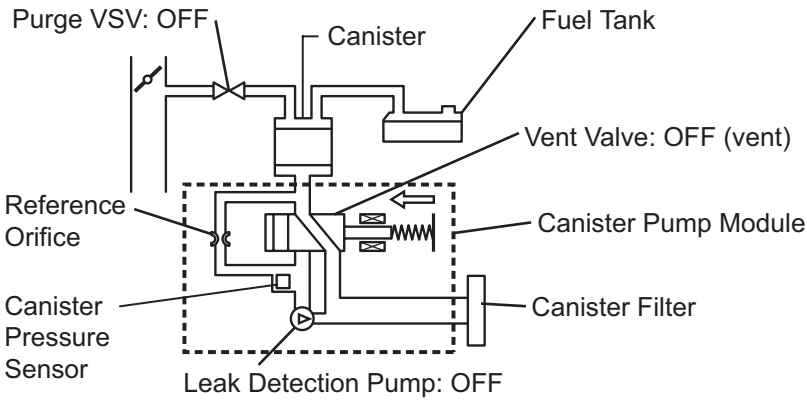 Purge VSV: OFF
Canister
Fuel Tank
Vent Valve: OFF (vent)
Reference
Orifice
Canister Pump Module
Canister
Pressure
Sensor
Canister Filter
Leak Detection Pump: OFF